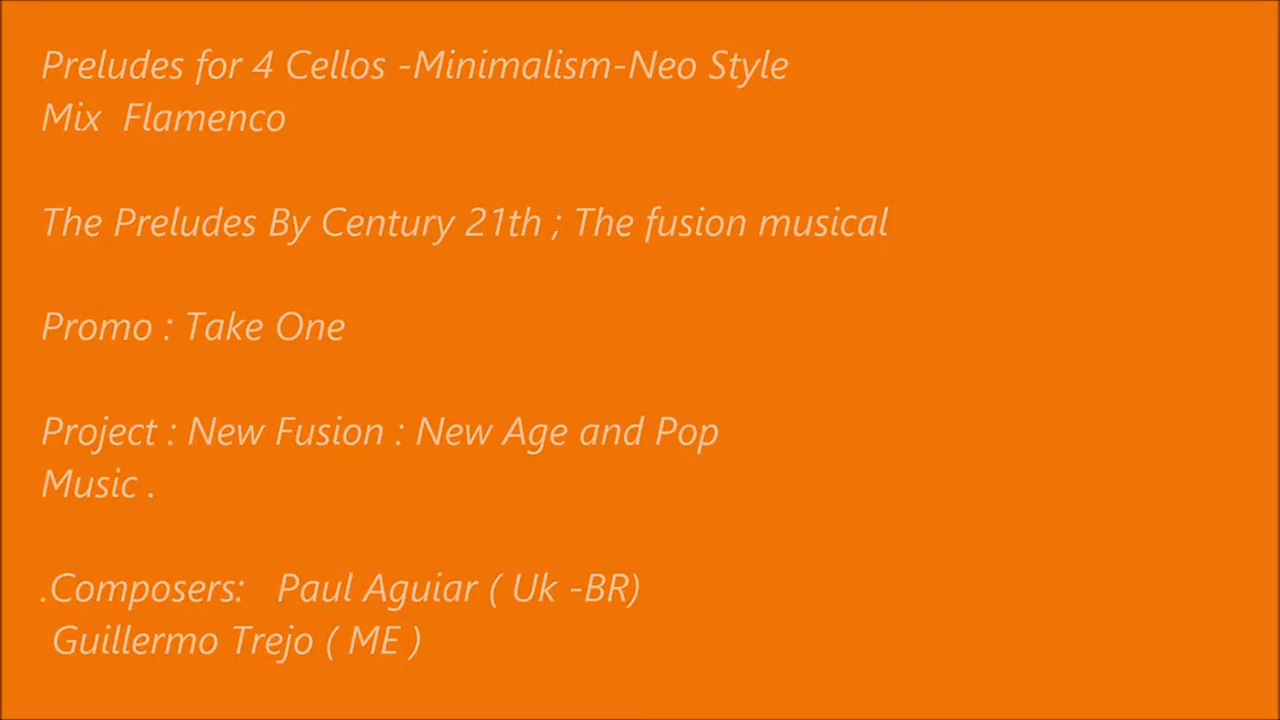 Preludes for 4 Cellos -Minimalism-Neo Style
Mix  Flamenco
The Preludes By Century 21th ; The fusion musical
Promo : Take One
Project : New Fusion : New Age and Pop
Music .
.Composers:   Paul Aguiar ( Uk -BR)
Guillermo Trejo ( ME )